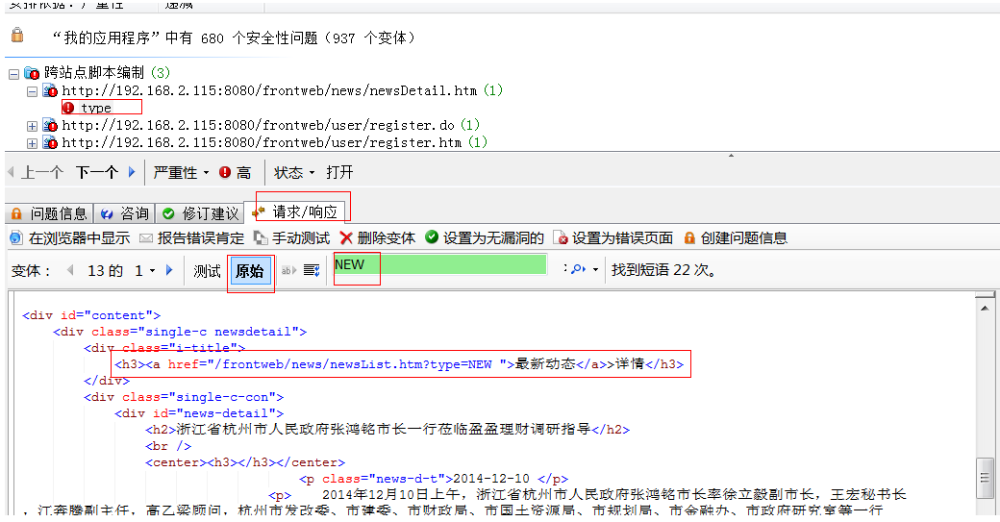 安排依据：严重性 递减
“我的应用程序”中有 680 个安全性问题（937 个变体）
跨站点脚本编制 (3)
http://192.168.2.115:8080/frontweb/news/newsDetail.htm (1)
type
http://192.168.2.115:8080/frontweb/user/register.do (1)
http://192.168.2.115:8080/frontweb/user/register.htm (1)
上一个 下一个 严重性 高 状态 打开
问题信息 咨询 修订建议 请求/响应
在浏览器中显示 报告错误肯定 手动测试 删除变体 设置为无漏洞的 设置为错误页面 创建问题信息
变体： 13 的 1 测试 原始 ab NEW 找到短语 22 次。
<div id="content">
<div class="single-c newsdetail">
<div class="i-title">
<h3><a href="/frontweb/news/newsList.htm?type=NEW ">最新动态</a>>详情</h3>
</div>
<div class="single-c-con">
<div id="news-detail">
<h2>浙江省杭州市人民政府张鸿铭市长一行莅临盈盈理财调研指导</h2>
<br />
<center><h3></h3></center>
<p class="news-d-t">2014-12-10 </p>
<p> 2014年12月10日上午，浙江省杭州市人民政府张鸿铭市长率徐立毅副市长，王宏秘书长
，江奔腾副主任，高乙梁顾问，杭州市发改委、市建委、市财政局、市国土资源局、市规划局、市金融办、市政府研究室等一行